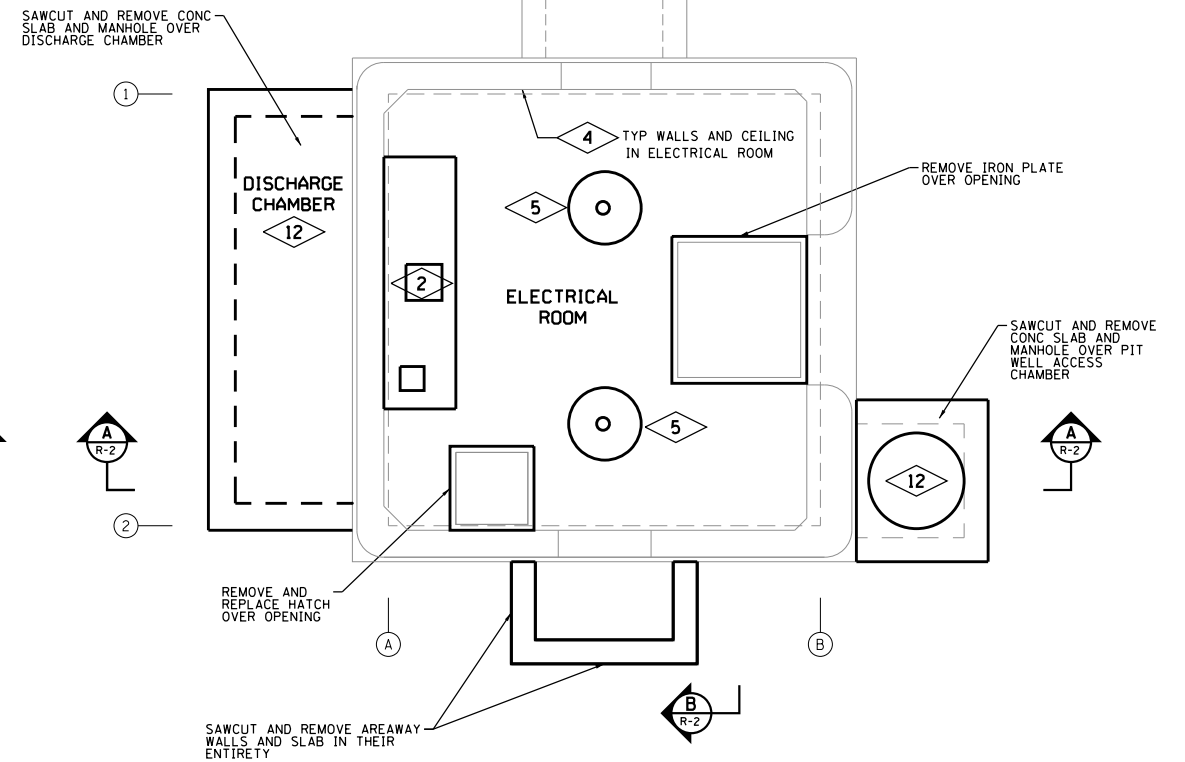 SAWCUT AND REMOVE CONC
SLAB AND MANHOLE OVER
DISCHARGE CHAMBER
1
4
TYP WALLS AND CEILING
IN ELECTRICAL ROOM
REMOVE IRON PLATE
OVER OPENING
DISCHARGE
CHAMBER
12
5
2
ELECTRICAL
ROOM
SAWCUT AND REMOVE
CONC SLAB AND
MANHOLE OVER PIT
WELL ACCESS
CHAMBER
5
A
R-2
A
R-2
12
2
REMOVE AND
REPLACE HATCH
OVER OPENING
A
B
B
R-2
SAWCUT AND REMOVE AREAWAY
WALLS AND SLAB IN THEIR
ENTIRETY